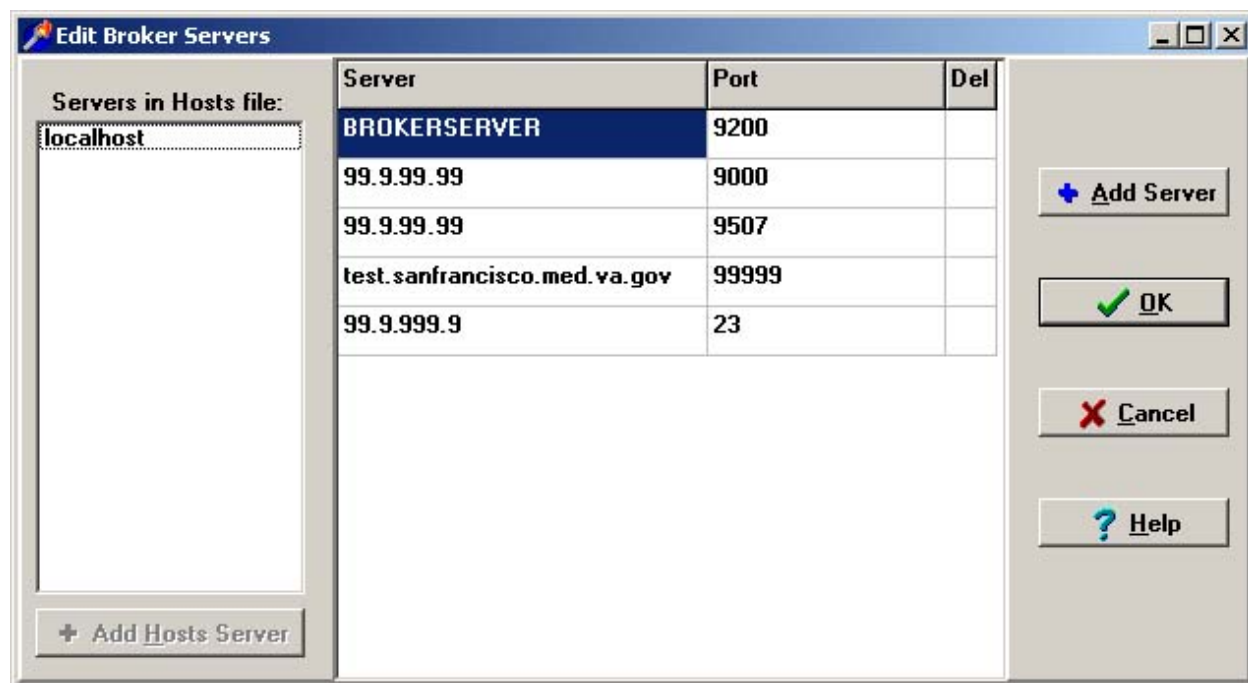 Edit Broker Servers
Servers in Hosts file:
localhost
Add Hosts Server
Server Port Del
BROKERSERVER 9200
99.9.99.99 9000
99.9.99.99 9507
test.sanfrancisco.med.va.gov 99999
99.9.999.9 23
Add Server
OK
Cancel
? Help